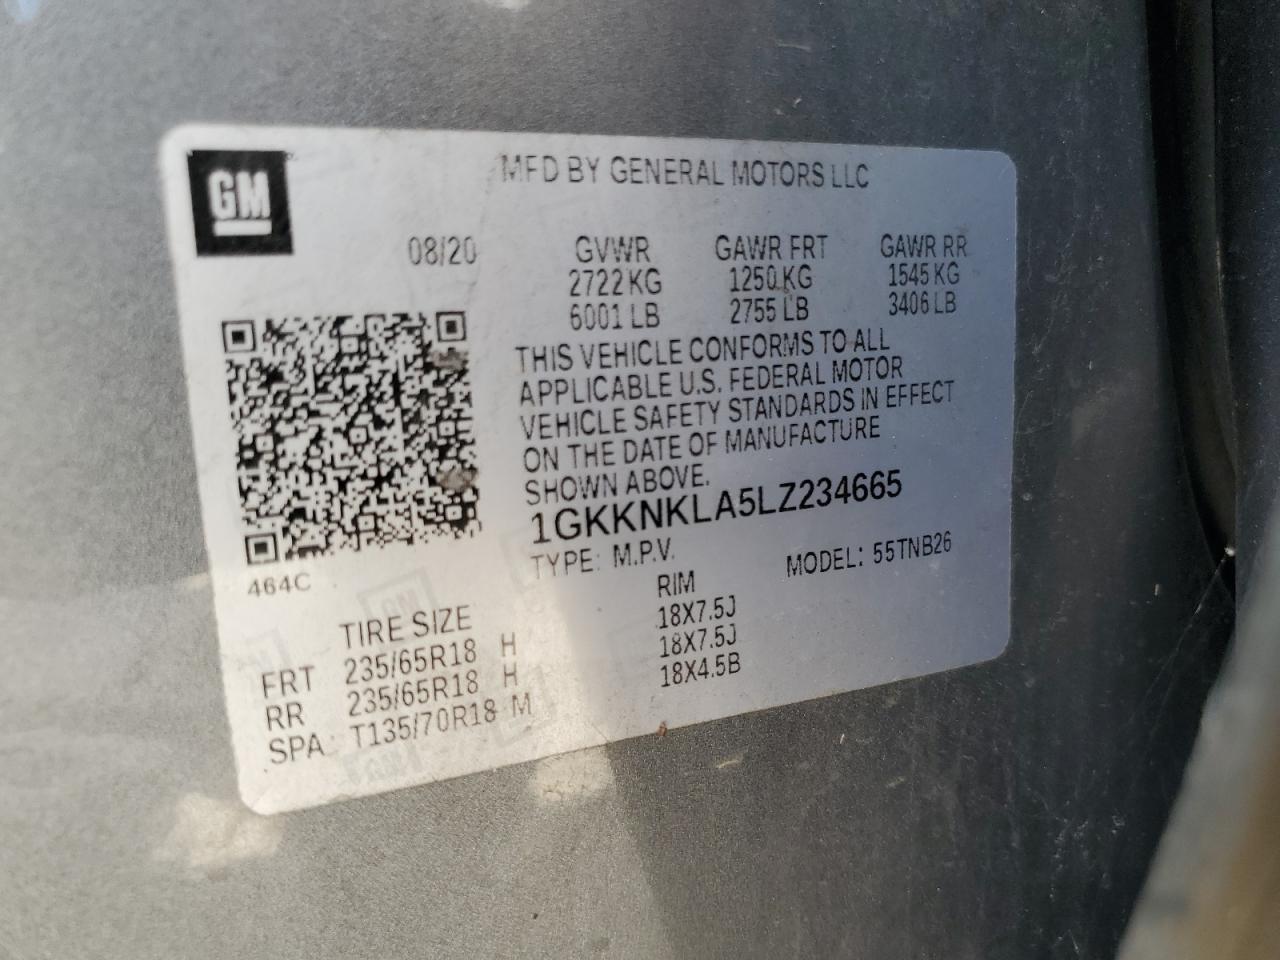 GM
MFD BY GENERAL MOTORS LLC
08/20
GVWR GAWR FRT GAWR RR
2722 KG 1250 KG 1545 KG
6001 LB 2755 LB 3406 LB
THIS VEHICLE CONFORMS TO ALL
APPLICABLE U.S. FEDERAL MOTOR
VEHICLE SAFETY STANDARDS IN EFFECT
ON THE DATE OF MANUFACTURE
SHOWN ABOVE.
1GKKNKLA5LZ234665
TYPE: M.P.V. MODEL: 55TNB26
464C
TIRE SIZE RIM
FRT 235/65R18 H 18X7.5J
RR 235/65R18 H 18X7.5J
SPA T135/70R18 M 18X4.5B